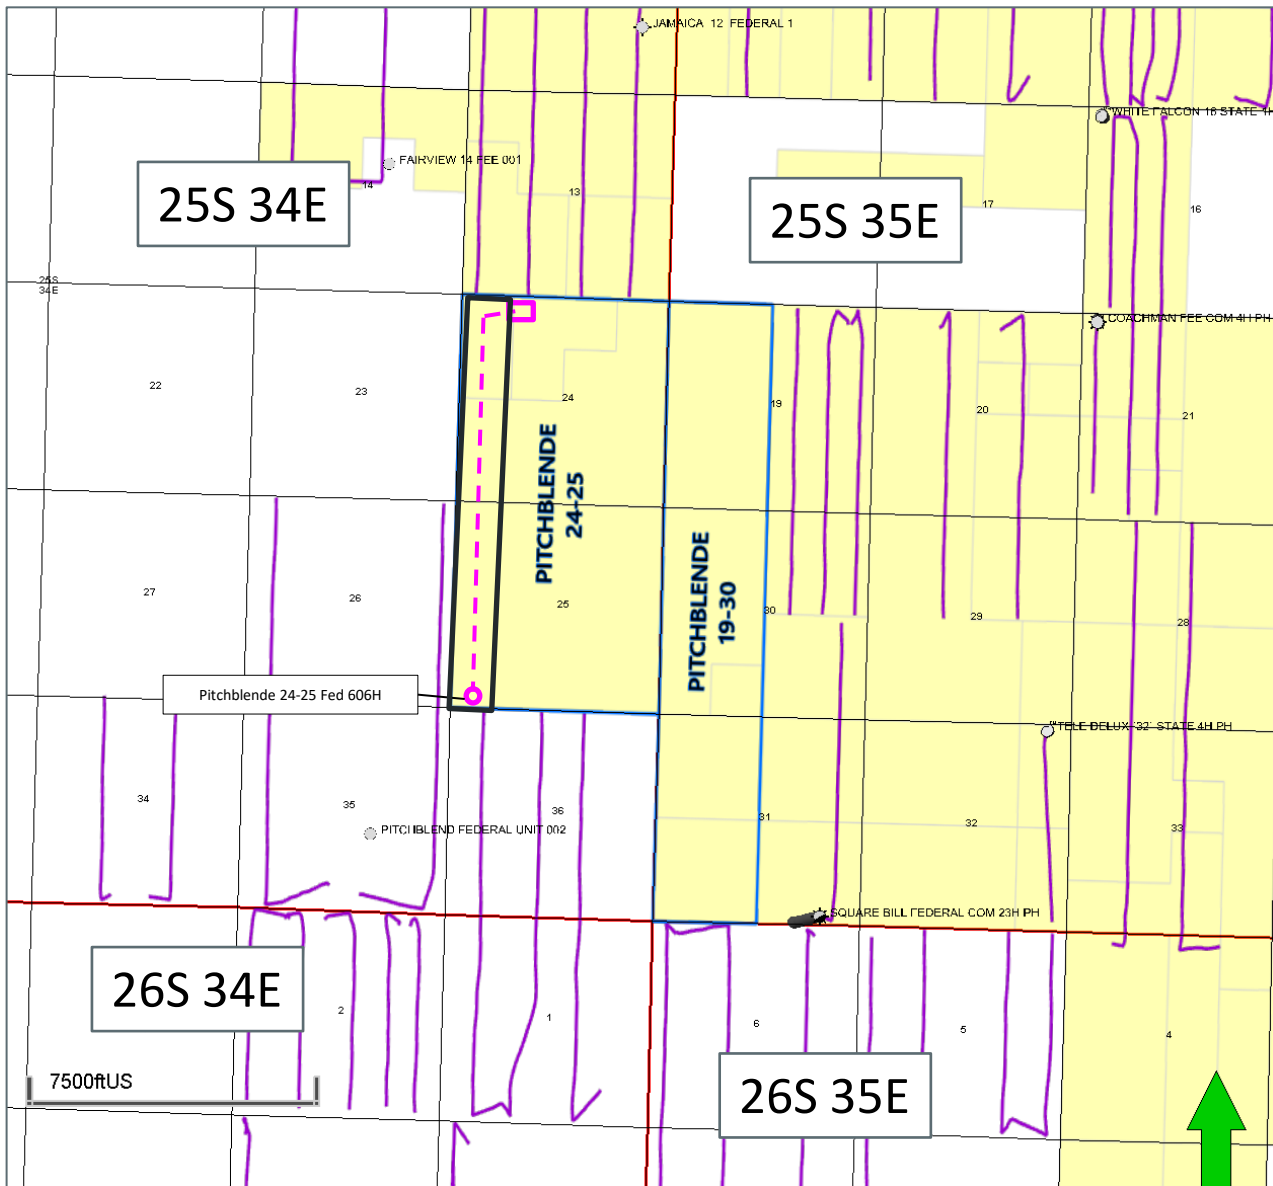 JAMAICA 12 FEDERAL 1
"WHITE FALCON 16 STATE 1H
FAIRVIEW 14 FEE 001
14
13
17
16
25S 34E
25S 35E
25S
34E
COACHMAN FEE COM 4H PH
22
23
24
19
20
21
PITCHBLENDE
24-25
PITCHBLENDE
19-30
27
26
25
30
29
28
Pitchblende 24-25 Fed 606H
"TELE DELUX '32' STATE 4H PH
34
35
36
31
32
33
PITCHBLEND FEDERAL UNIT 002
SQUARE BILL FEDERAL COM 23H PH
26S 34E
2
1
6
5
4
7500ftUS
26S 35E